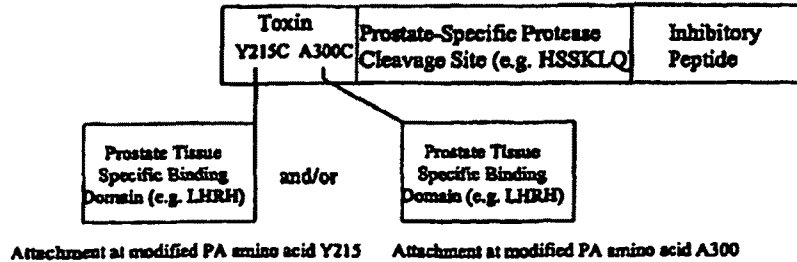 Toxin
Y215C A300C
Prostate-Specific Protease
Cleavage Site (e.g. HSSKLQ)
Inhibitory
Peptide
Prostate Tissue
Specific Binding
Domain (e.g. LHRH)
and/or
Prostate Tissue
Specific Binding
Domain (e.g. LHRH)
Attachment at modified PA amino acid Y215
Attachment at modified PA amino acid A300